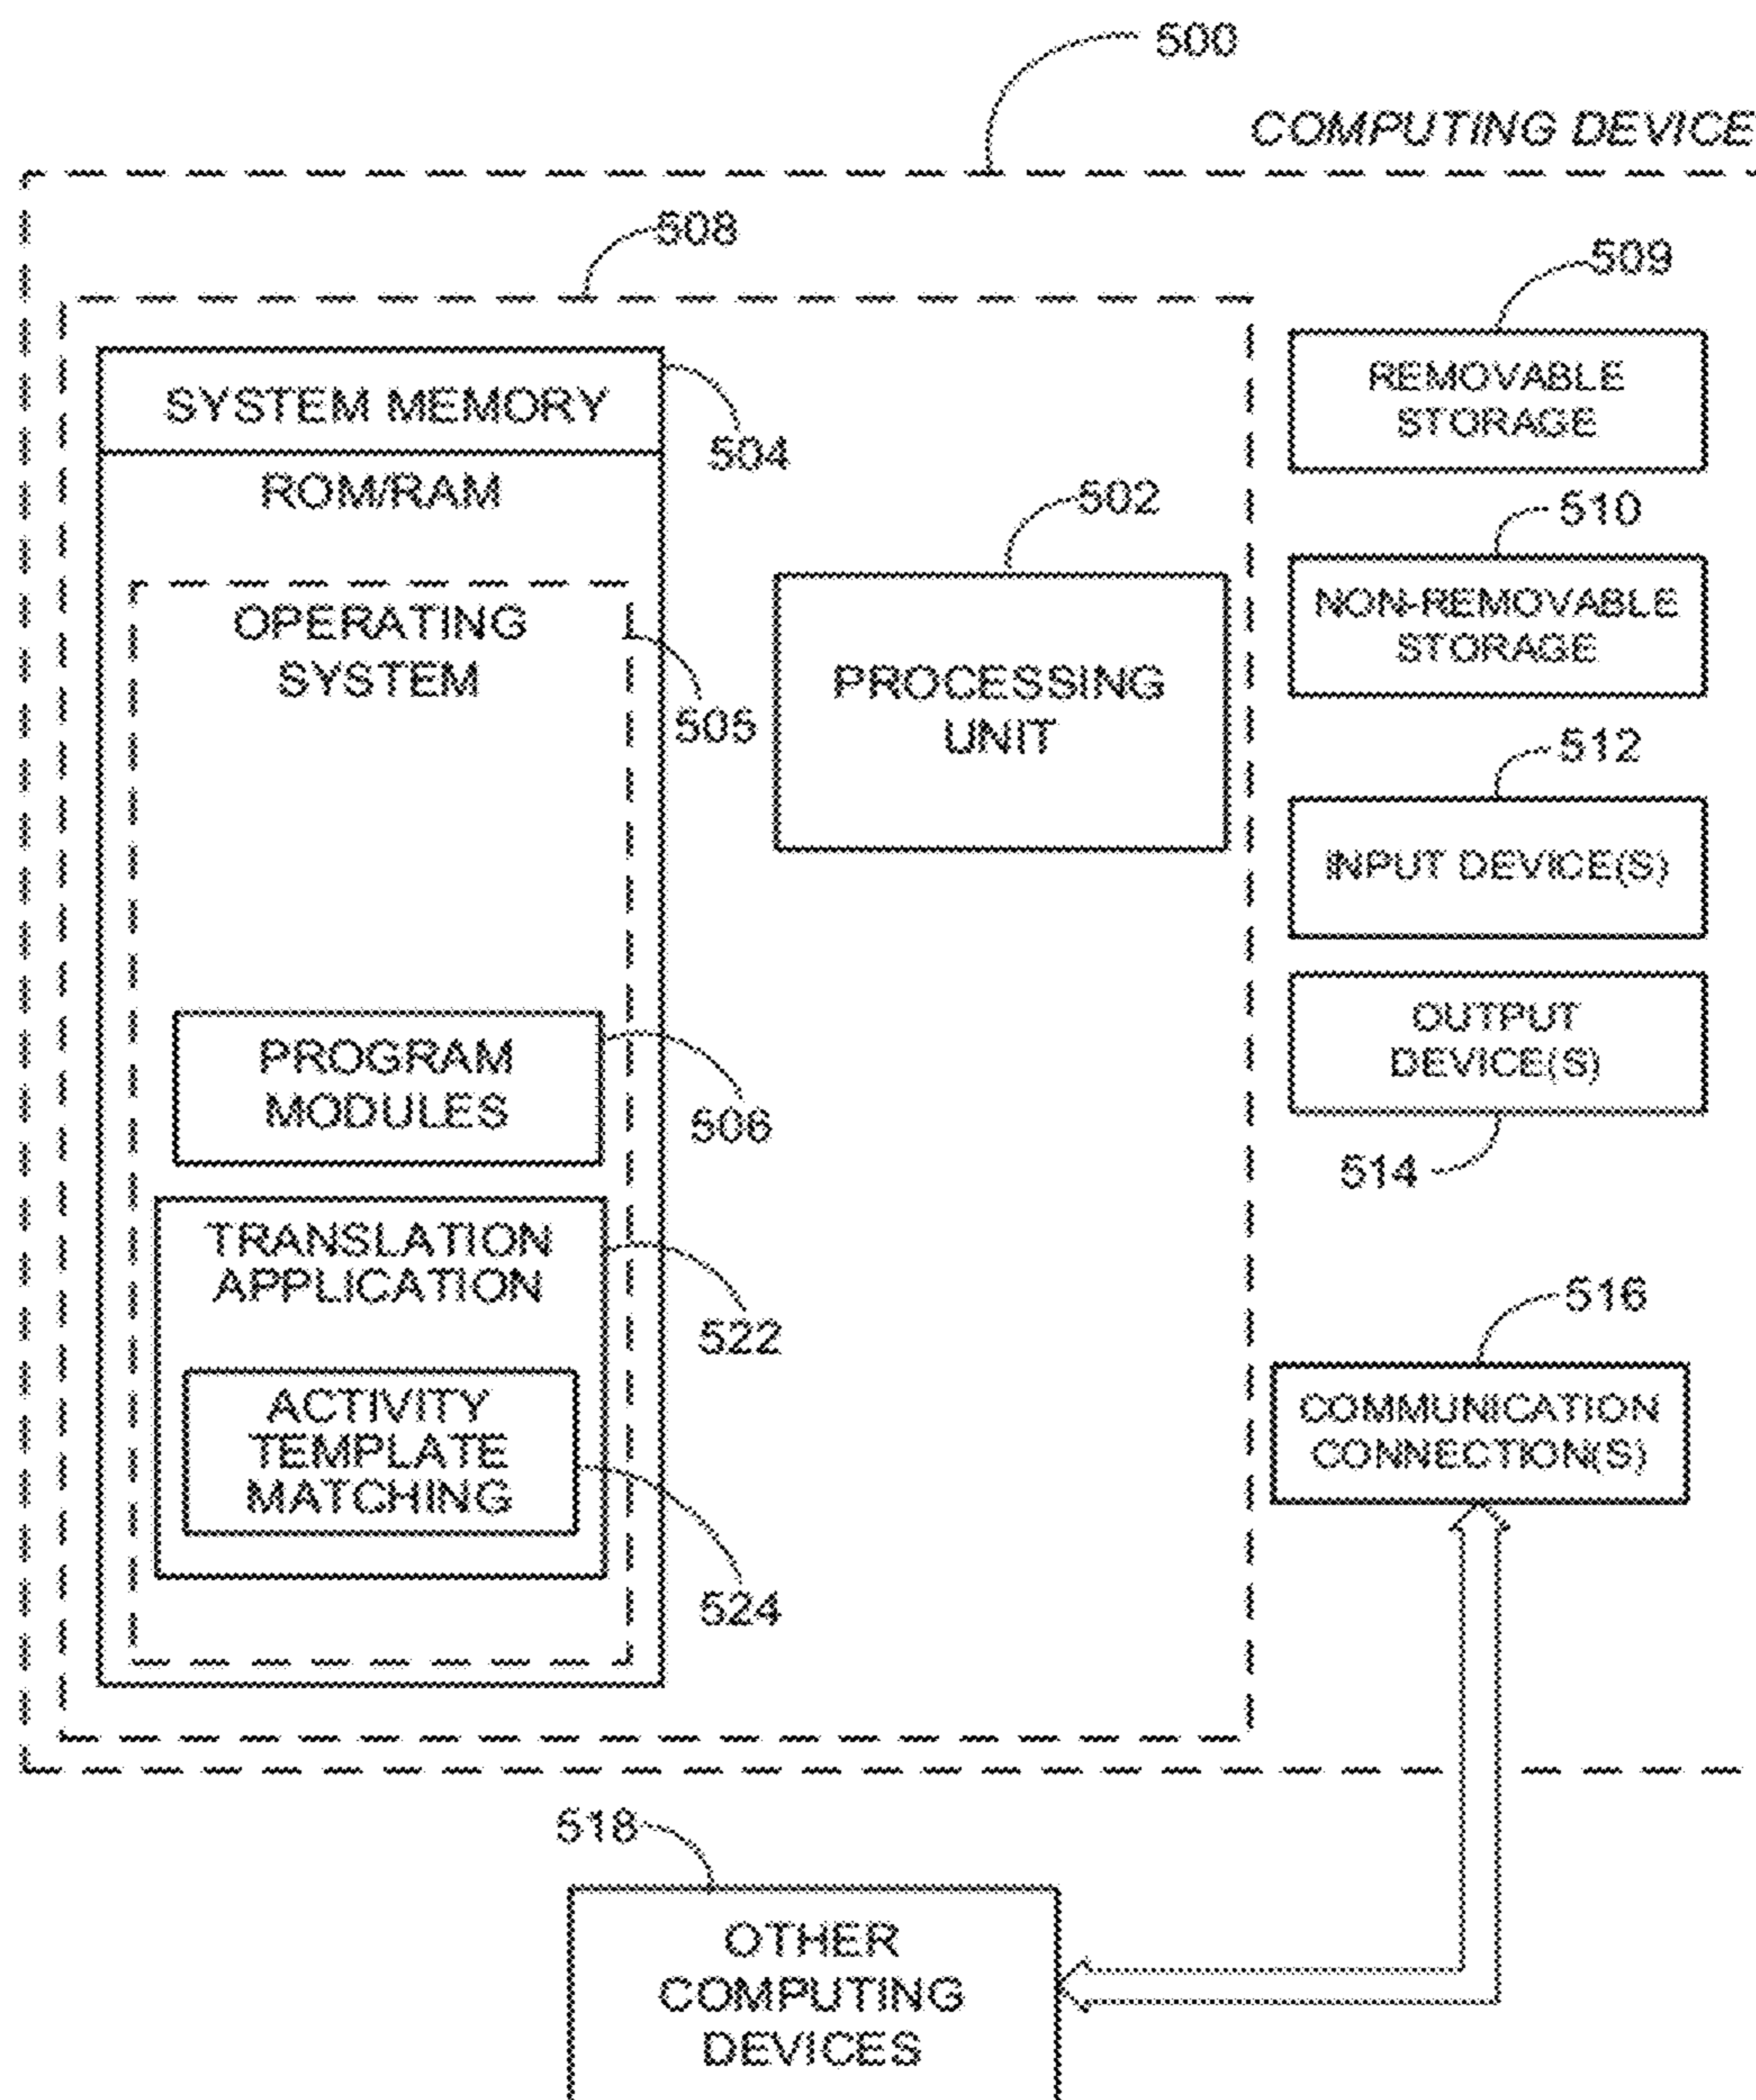 500
COMPUTING DEVICE
508
509
SYSTEM MEMORY
504
ROM/RAM
REMOVABLE
STORAGE
502
510
OPERATING
SYSTEM
505
PROCESSING
UNIT
NON-REMOVABLE
STORAGE
512
INPUT DEVICE(S)
PROGRAM
MODULES
506
OUTPUT
DEVICE(S)
514
TRANSLATION
APPLICATION
522
516
ACTIVITY
TEMPLATE
MATCHING
524
COMMUNICATION
CONNECTION(S)
518
OTHER
COMPUTING
DEVICES